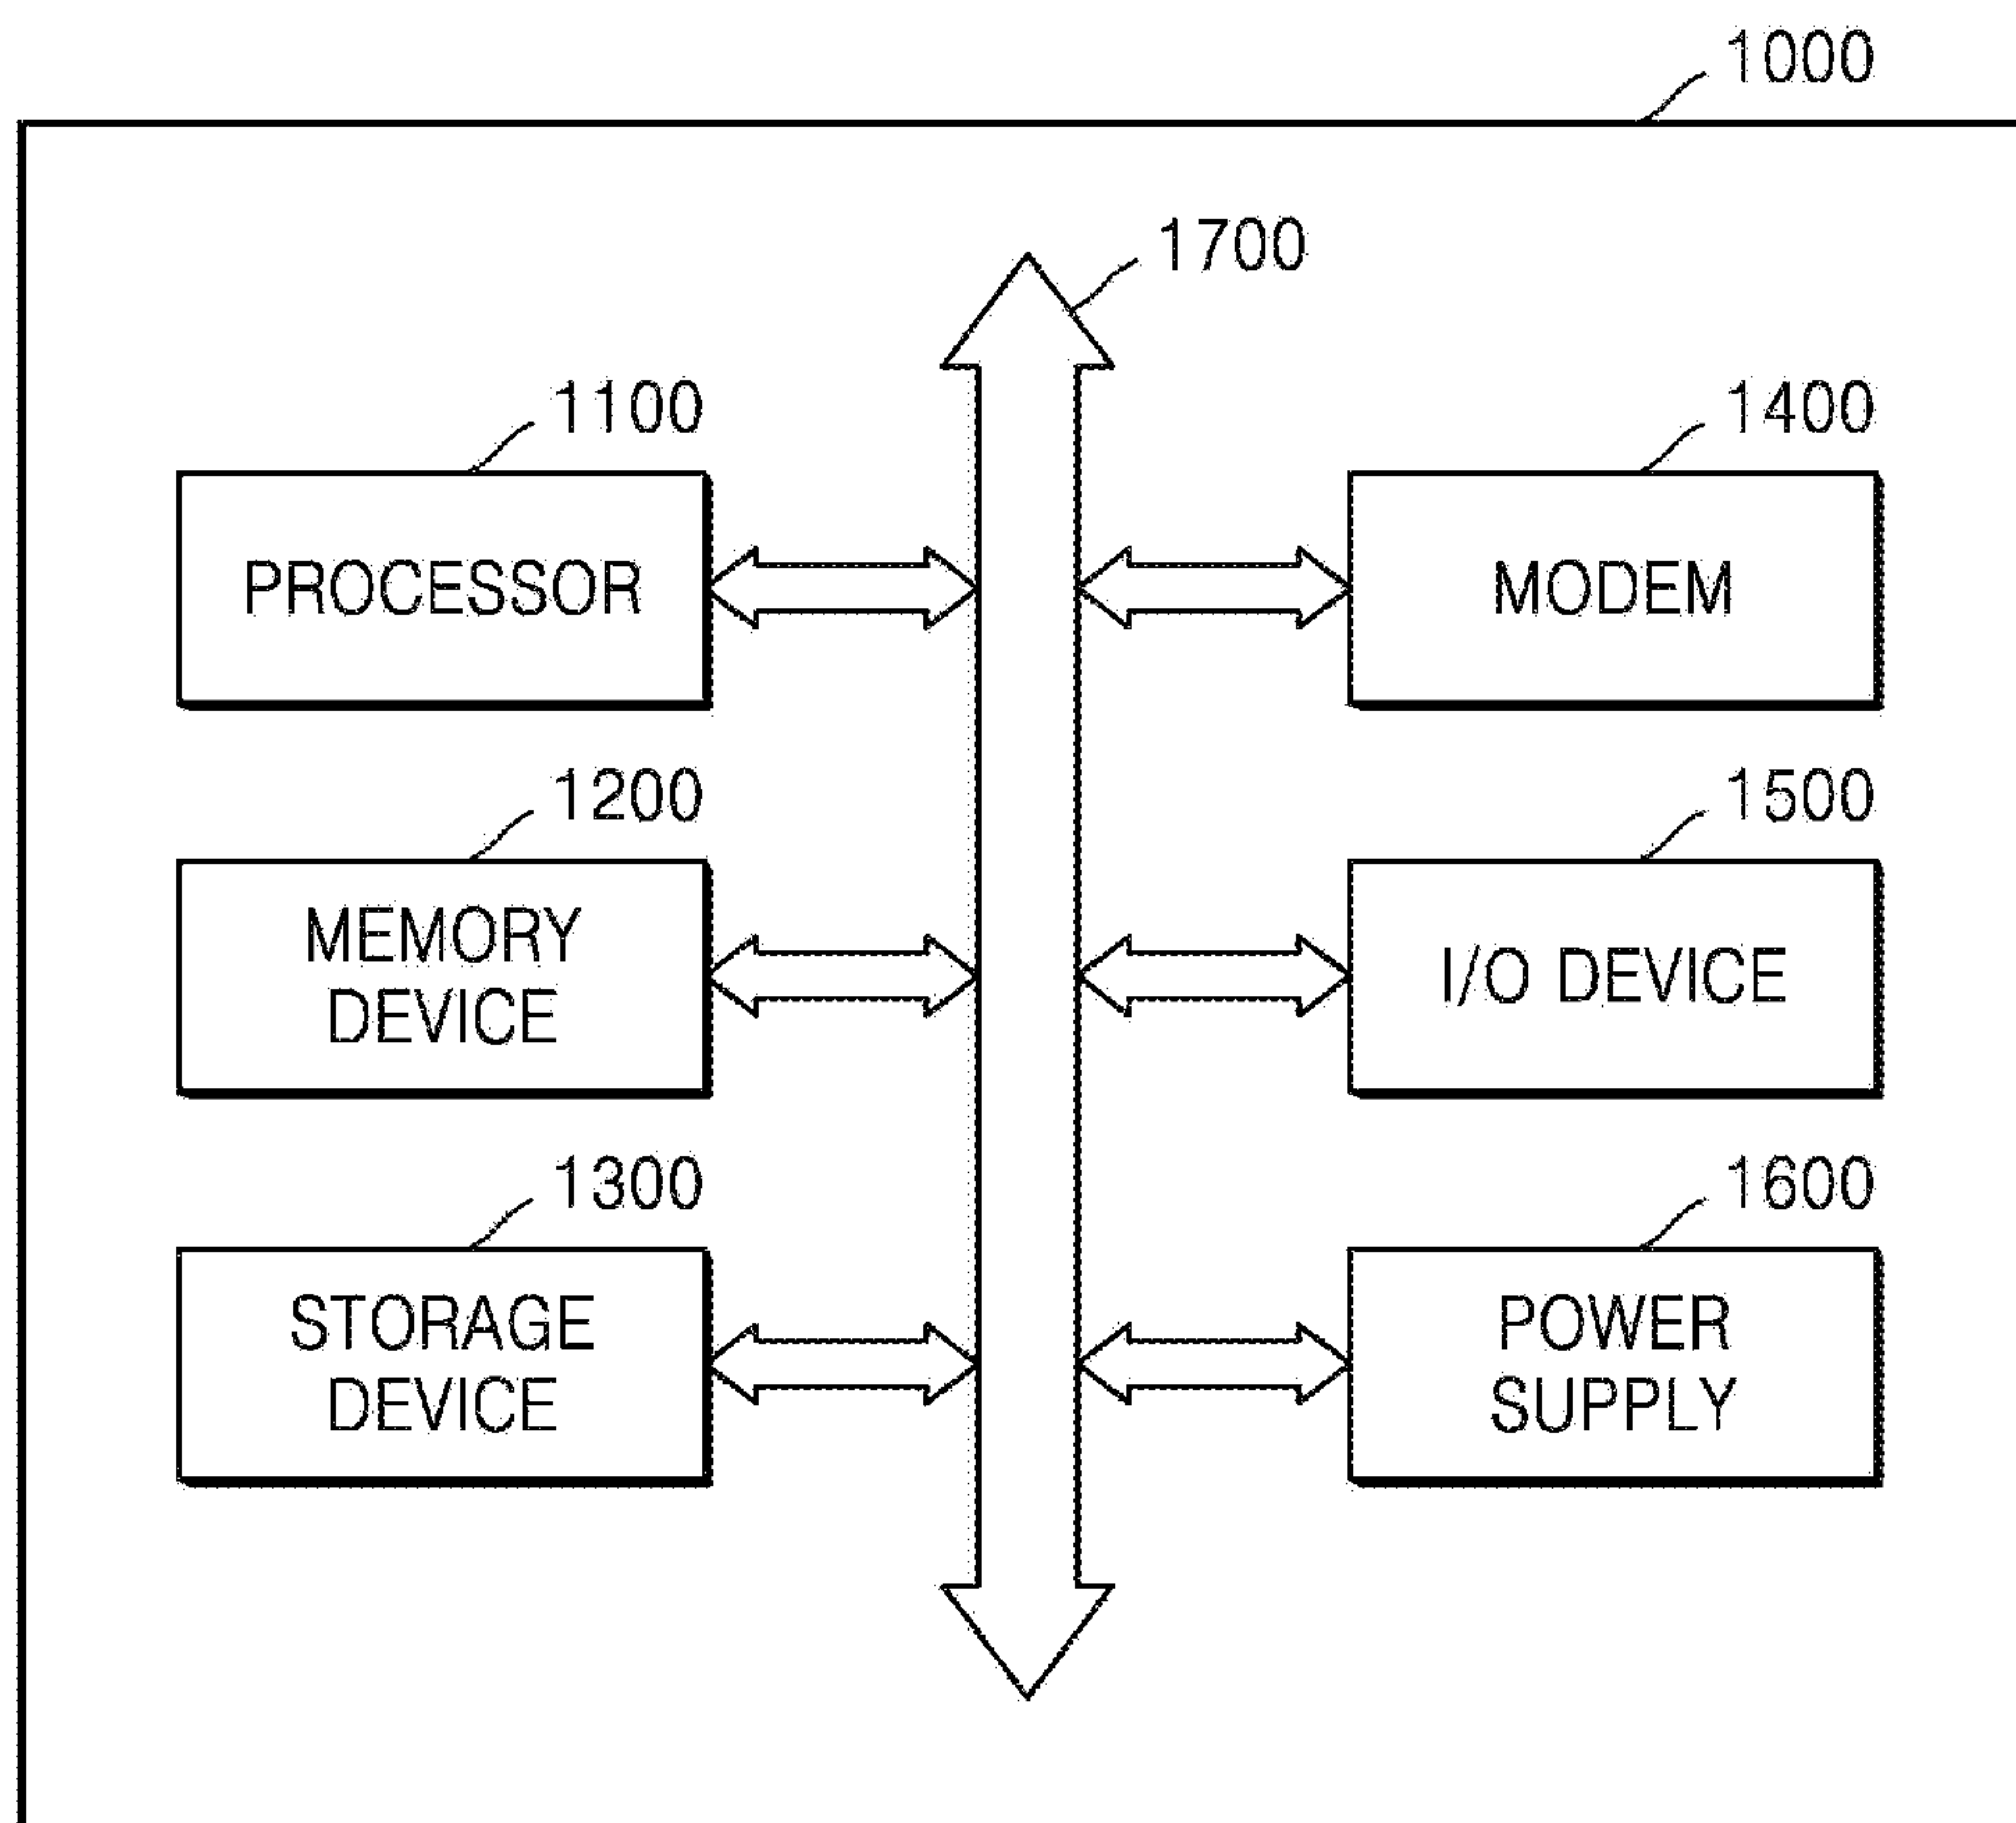 1000
1700
1100
PROCESSOR
1400
MODEM
1200
MEMORY
DEVICE
1500
I/O DEVICE
1300
STORAGE
DEVICE
1600
POWER
SUPPLY